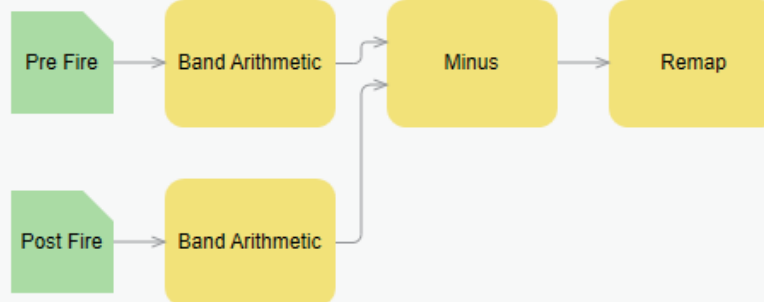 Pre Fire
Band Arithmetic
Minus
Remap
Post Fire
Band Arithmetic